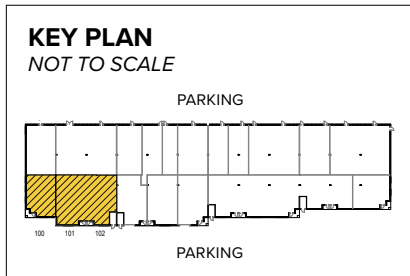 KEY PLAN
NOT TO SCALE
PARKING
100 101 102
PARKING